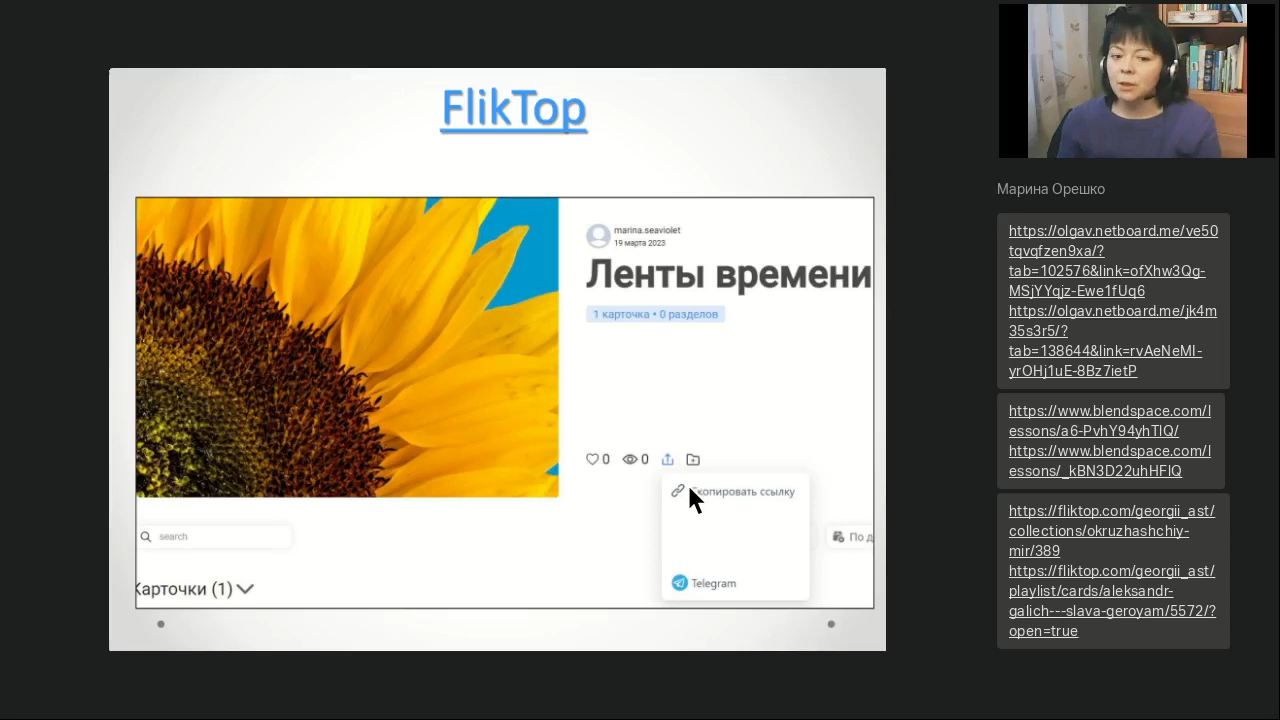 FlikTop
marina.seaviolet
19 марта 2023
Ленты времени
1 карточка • 0 разделов
0 0
Скопировать ссылку
Telegram
search
По д
Карточки (1)
Марина Орешко
https://olgav.netboard.me/ve50
tqvqfzen9xa/?
tab=102576&link=ofXhw3Qg-
MSjYYqjz-Ewe1fUq6
https://olgav.netboard.me/jk4m
35s3r5/?
tab=138644&link=rvAeNeMI-
yrOHj1uE-8Bz7ietP
https://www.blendspace.com/l
essons/a6-PvhY94yhTlQ/
https://www.blendspace.com/l
essons/_kBN3D22uhHFlQ
https://fliktop.com/georgii_ast/
collections/okruzhashchiy-
mir/389
https://fliktop.com/georgii_ast/
playlist/cards/aleksandr-
galich---slava-geroyam/5572/?
open=true